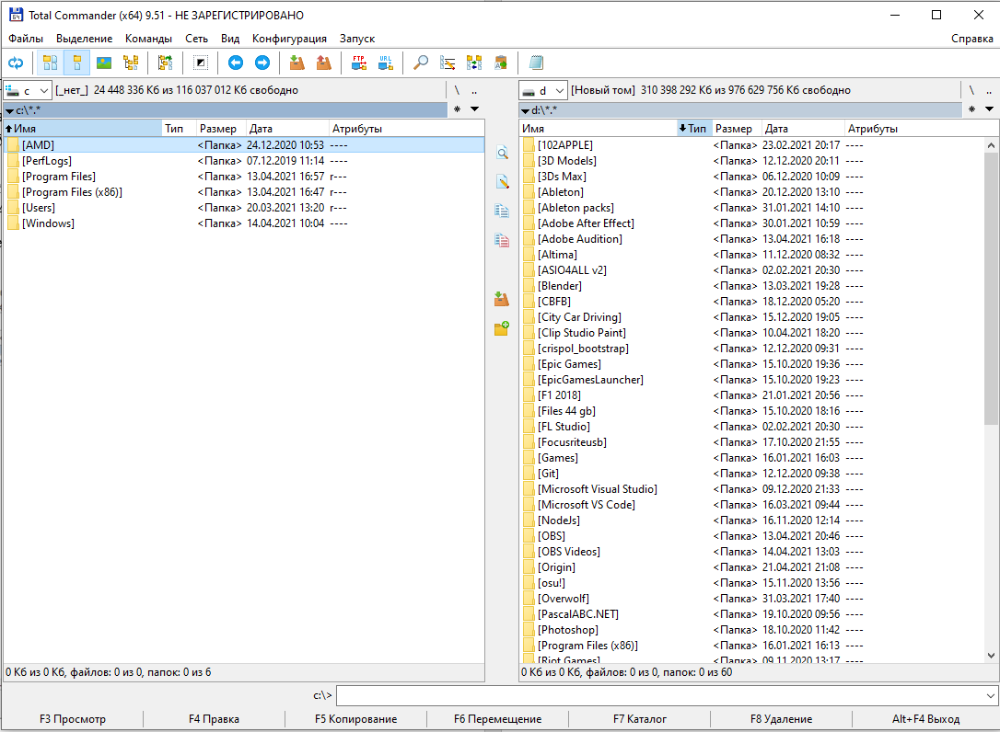 Total Commander (x64) 9.51 - НЕ ЗАРЕГИСТРИРОВАНО
Файлы Выделение Команды Сеть Вид Конфигурация Запуск Справка
FTP URL
c [_нет_] 24 448 336 Кб из 116 037 012 Кб свободно \ ..
c:\*.* * 
Имя Тип Размер Дата Атрибуты
[AMD] <Папка> 24.12.2020 10:53 ----
[PerfLogs] <Папка> 07.12.2019 11:14 ----
[Program Files] <Папка> 13.04.2021 16:57 r---
[Program Files (x86)] <Папка> 13.04.2021 16:47 r---
[Users] <Папка> 20.03.2021 13:20 r---
[Windows] <Папка> 14.04.2021 10:04 ----
0 Кб из 0 Кб, файлов: 0 из 0, папок: 0 из 6
d [Новый том] 310 398 292 Кб из 976 629 756 Кб свободно \ ..
d:\*.* *
Имя Тип Размер Дата Атрибуты
[102APPLE] <Папка> 23.02.2021 20:17 ----
[3D Models] <Папка> 12.12.2020 20:11 ----
[3Ds Max] <Папка> 06.12.2020 10:09 ----
[Ableton] <Папка> 20.12.2020 13:10 ----
[Ableton packs] <Папка> 31.01.2021 14:10 ----
[Adobe After Effect] <Папка> 30.01.2021 10:59 ----
[Adobe Audition] <Папка> 13.04.2021 16:18 ----
[Altima] <Папка> 11.12.2020 08:32 ----
[ASIO4ALL v2] <Папка> 02.02.2021 20:30 ----
[Blender] <Папка> 13.03.2021 19:28 ----
[CBFB] <Папка> 18.12.2020 05:20 ----
[City Car Driving] <Папка> 15.12.2020 19:05 ----
[Clip Studio Paint] <Папка> 10.04.2021 18:20 ----
[crispol_bootstrap] <Папка> 12.12.2020 09:31 ----
[Epic Games] <Папка> 15.10.2020 19:36 ----
[EpicGamesLauncher] <Папка> 15.10.2020 19:23 ----
[F1 2018] <Папка> 21.01.2021 20:56 ----
[Files 44 gb] <Папка> 15.10.2020 18:16 ----
[FL Studio] <Папка> 02.02.2021 20:30 ----
[Focusriteusb] <Папка> 17.10.2020 21:55 ----
[Games] <Папка> 16.01.2021 16:03 ----
[Git] <Папка> 12.12.2020 09:38 ----
[Microsoft Visual Studio] <Папка> 09.12.2020 21:33 ----
[Microsoft VS Code] <Папка> 16.03.2021 09:44 ----
[NodeJs] <Папка> 16.11.2020 12:14 ----
[OBS] <Папка> 13.04.2021 20:46 ----
[OBS Videos] <Папка> 14.04.2021 13:03 ----
[Origin] <Папка> 21.04.2021 21:08 ----
[osu!] <Папка> 15.11.2020 13:56 ----
[Overwolf] <Папка> 31.03.2021 17:40 ----
[PascalABC.NET] <Папка> 19.10.2020 09:56 ----
[Photoshop] <Папка> 18.10.2020 11:42 ----
[Program Files (x86)] <Папка> 16.01.2021 16:13 ----
[Riot Games] <Папка> 09.11.2020 13:17 ----
0 Кб из 0 Кб, файлов: 0 из 0, папок: 0 из 60
c:\>
F3 Просмотр F4 Правка F5 Копирование F6 Перемещение F7 Каталог F8 Удаление Alt+F4 Выход